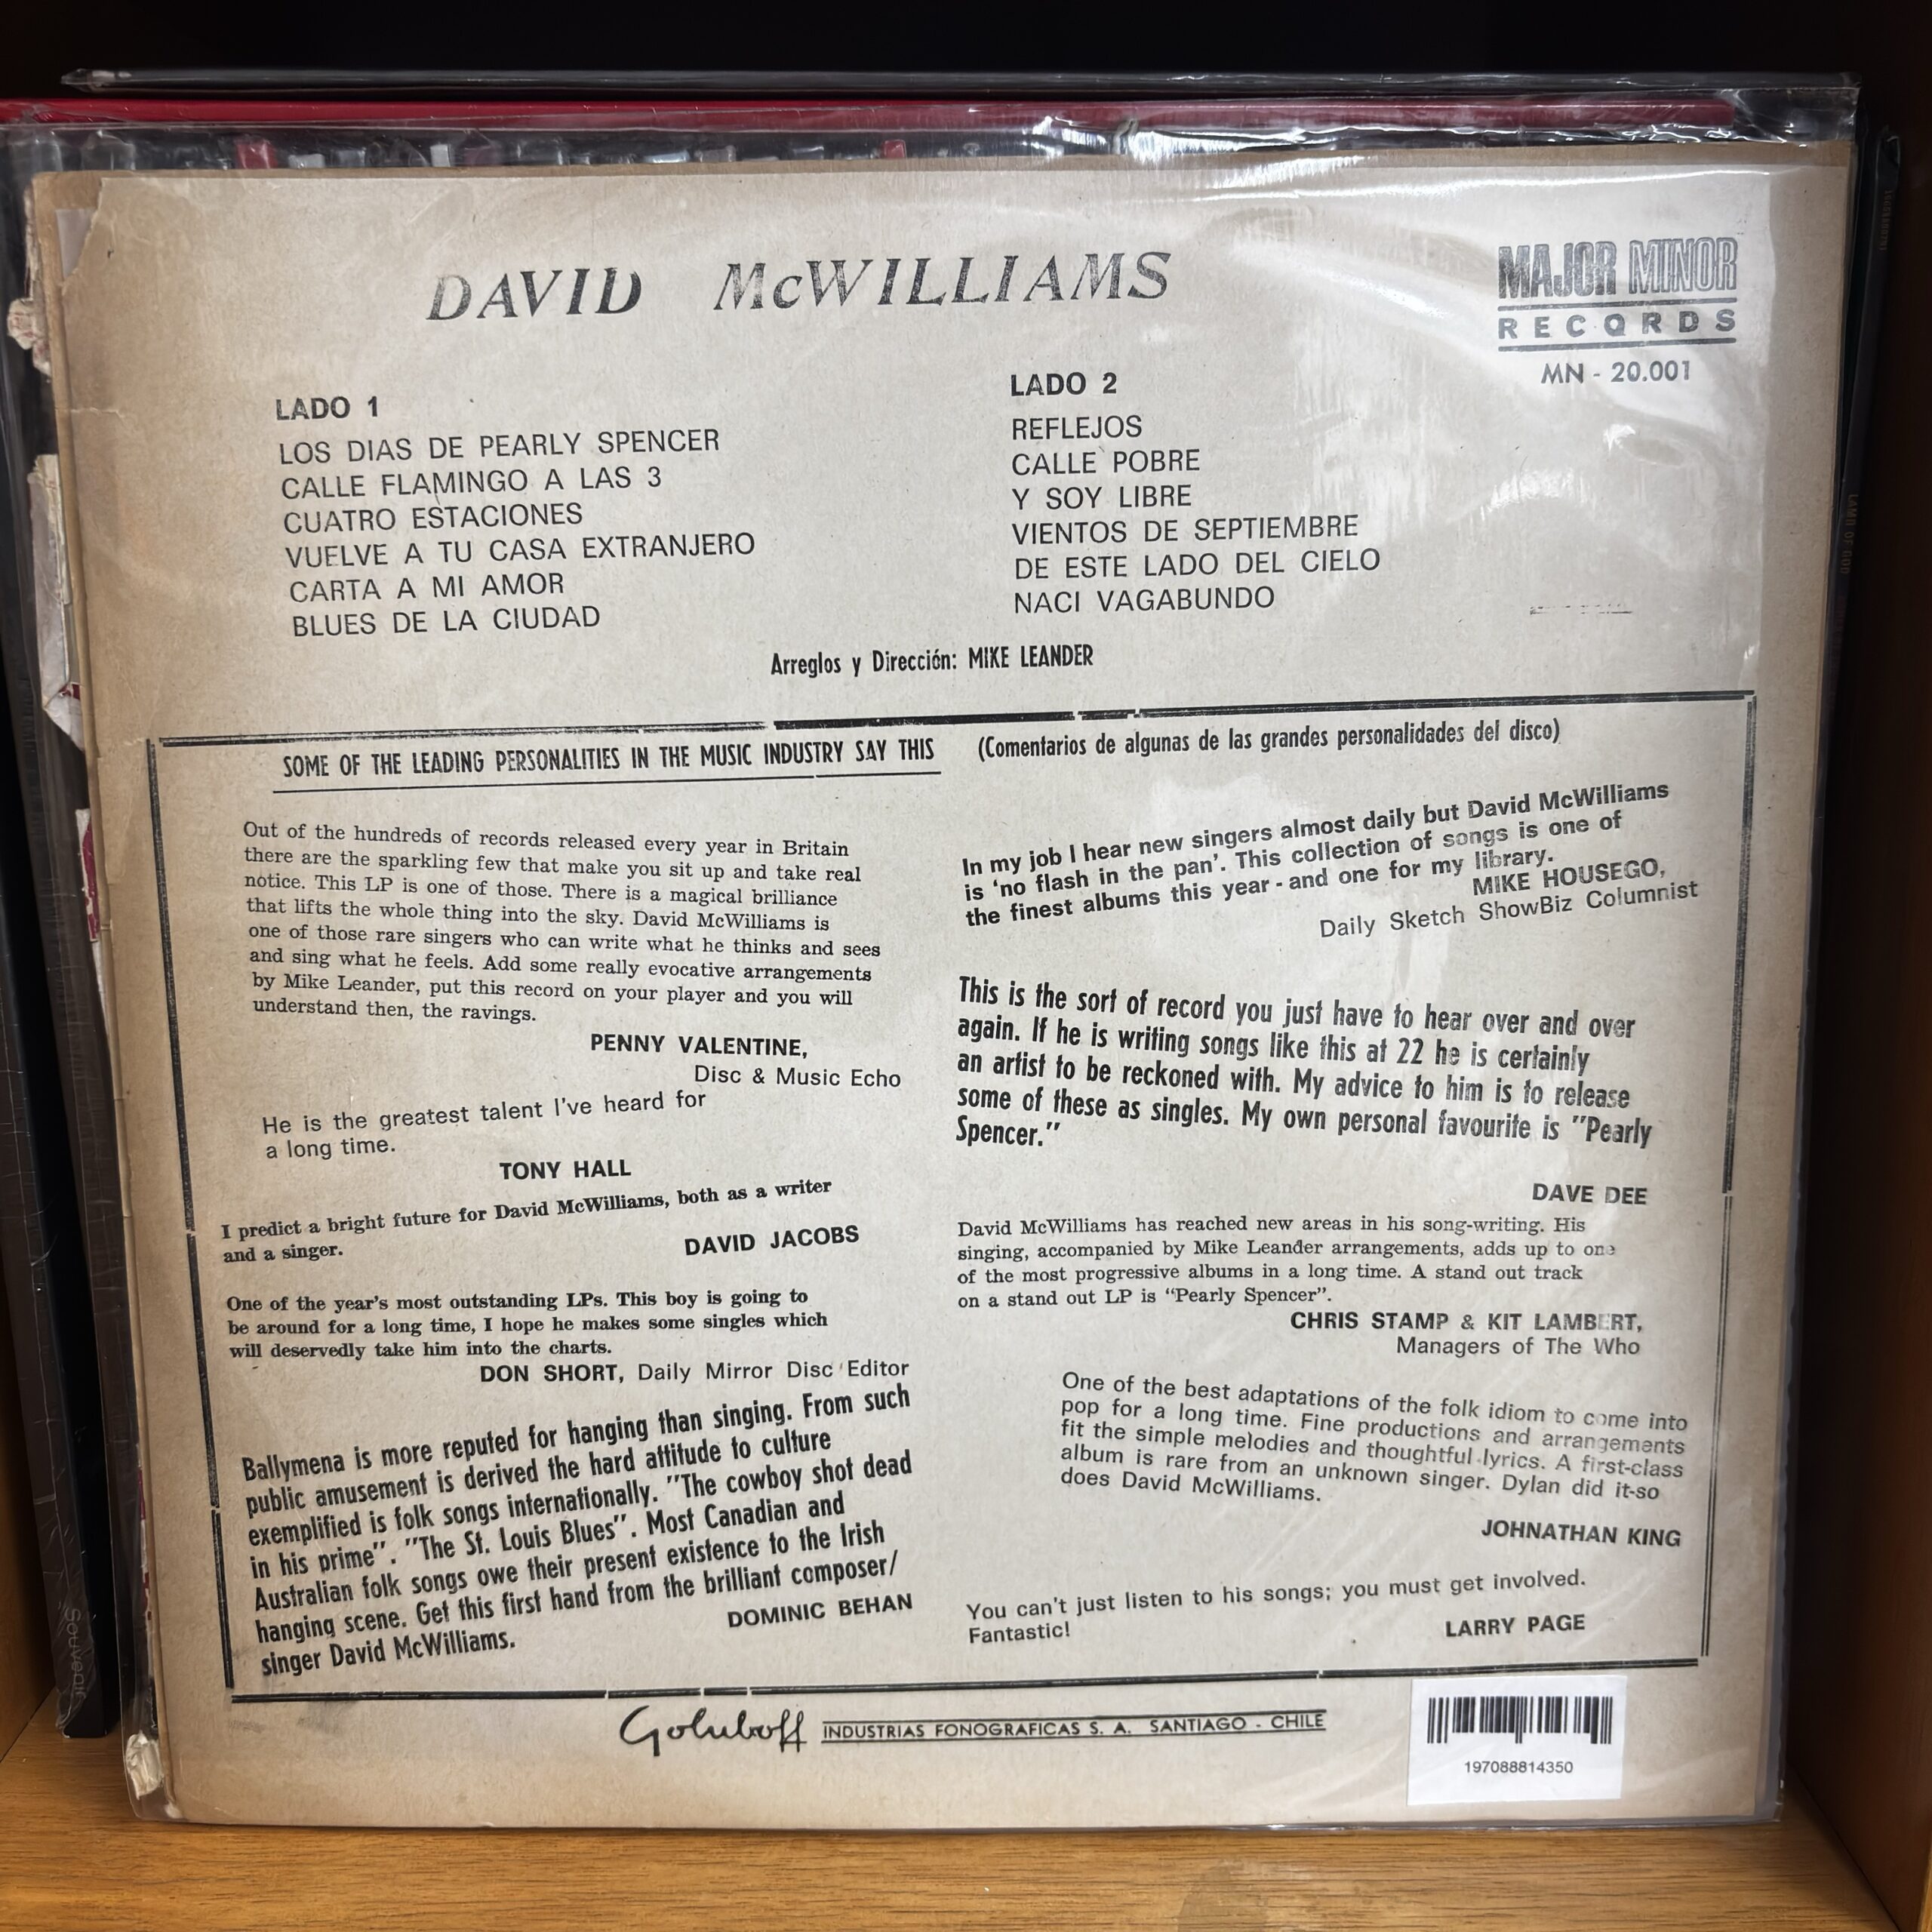 DAVID McWILLIAMS
MAJOR MINOR
RECORDS
MN - 20.001
LADO 1
LOS DIAS DE PEARLY SPENCER
CALLE FLAMINGO A LAS 3
CUATRO ESTACIONES
VUELVE A TU CASA EXTRANJERO
CARTA A MI AMOR
BLUES DE LA CIUDAD
LADO 2
REFLEJOS
CALLE POBRE
Y SOY LIBRE
VIENTOS DE SEPTIEMBRE
DE ESTE LADO DEL CIELO
NACI VAGABUNDO
Arreglos y Dirección: MIKE LEANDER
SOME OF THE LEADING PERSONALITIES IN THE MUSIC INDUSTRY SAY THIS
(Comentarios de algunas de las grandes personalidades del disco)
Out of the hundreds of records released every year in Britain
there are the sparkling few that make you sit up and take real
notice. This LP is one of those. There is a magical brilliance
that lifts the whole thing into the sky. David McWilliams is
one of those rare singers who can write what he thinks and sees
and sing what he feels. Add some really evocative arrangements
by Mike Leander, put this record on your player and you will
understand then, the ravings.
PENNY VALENTINE,
Disc & Music Echo
He is the greatest talent I've heard for
a long time.
TONY HALL
I predict a bright future for David McWilliams, both as a writer
and a singer.
DAVID JACOBS
One of the year's most outstanding LPs. This boy is going to
be around for a long time, I hope he makes some singles which
will deservedly take him into the charts.
DON SHORT, Daily Mirror Disc Editor
Ballymena is more reputed for hanging than singing. From such
public amusement is derived the hard attitude to culture
exemplified is folk songs internationally. "The cowboy shot dead
in his prime". "The St. Louis Blues". Most Canadian and
Australian folk songs owe their present existence to the Irish
hanging scene. Get this first hand from the brilliant composer/
singer David McWilliams.
DOMINIC BEHAN
In my job I hear new singers almost daily but David McWilliams
is 'no flash in the pan'. This collection of songs is one of
the finest albums this year - and one for my library.
MIKE HOUSEGO,
Daily Sketch ShowBiz Columnist
This is the sort of record you just have to hear over and over
again. If he is writing songs like this at 22 he is certainly
an artist to be reckoned with. My advice to him is to release
some of these as singles. My own personal favourite is "Pearly
Spencer."
DAVE DEE
David McWilliams has reached new areas in his song-writing. His
singing, accompanied by Mike Leander arrangements, adds up to one
of the most progressive albums in a long time. A stand out track
on a stand out LP is "Pearly Spencer".
CHRIS STAMP & KIT LAMBERT,
Managers of The Who
One of the best adaptations of the folk idiom to come into
pop for a long time. Fine productions and arrangements
fit the simple melodies and thoughtful lyrics. A first-class
album is rare from an unknown singer. Dylan did it-so
does David McWilliams.
JOHNATHAN KING
You can't just listen to his songs; you must get involved.
Fantastic!
LARRY PAGE
Goluboff INDUSTRIAS FONOGRAFICAS S. A. SANTIAGO - CHILE
197088814350
Souvenir
LAMB OF GOD